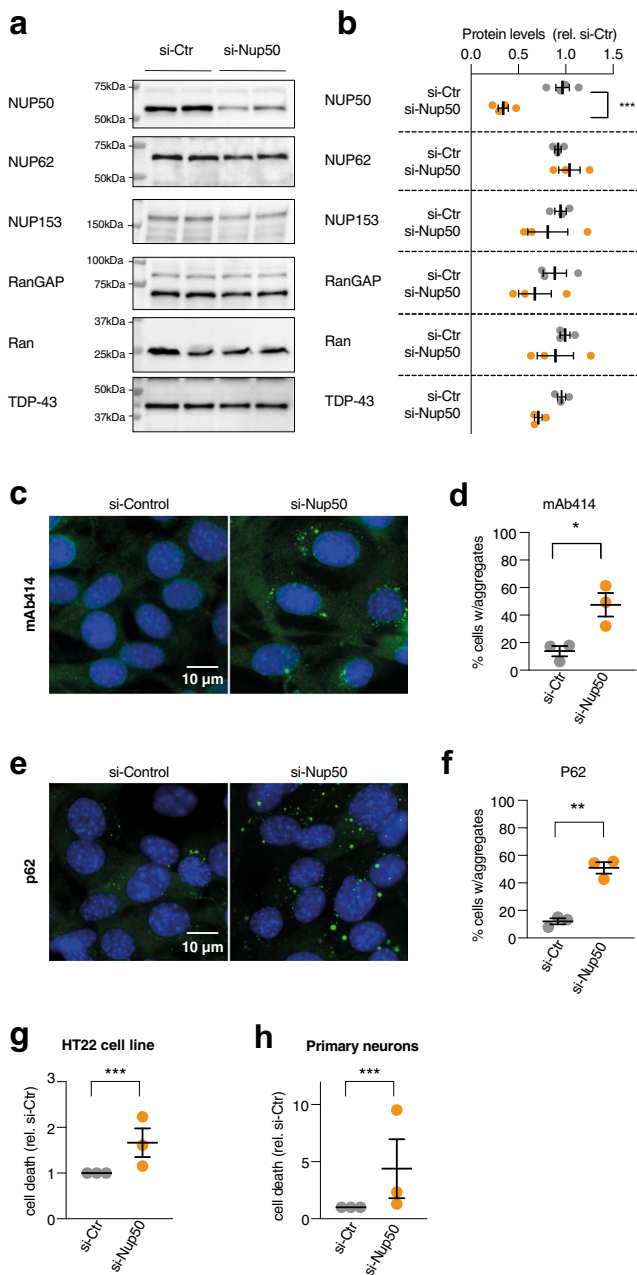 a
si-Ctr si-Nup50
NUP50
75kDa
50kDa
NUP62
75kDa
50kDa
NUP153
150kDa
RanGAP
100kDa
75kDa
Ran
37kDa
25kDa
TDP-43
50kDa
37kDa
b
Protein levels (rel. si-Ctr)
0.0 0.5 1.0 1.5
NUP50
si-Ctr
si-Nup50
***
NUP62
si-Ctr
si-Nup50
NUP153
si-Ctr
si-Nup50
RanGAP
si-Ctr
si-Nup50
Ran
si-Ctr
si-Nup50
TDP-43
si-Ctr
si-Nup50
c
si-Control si-Nup50
mAb414
10 µm
d
mAb414
*
% cells w/aggregates
100
80
60
40
20
0
si-Ctr
si-Nup50
e
si-Control si-Nup50
p62
10 µm
f
P62
**
% cells w/aggregates
100
80
60
40
20
0
si-Ctr
si-Nup50
g
HT22 cell line
***
cell death (rel. si-Ctr)
3
2
1
0
si-Ctr
si-Nup50
h
Primary neurons
***
cell death (rel. si-Ctr)
10
5
0
si-Ctr
si-Nup50